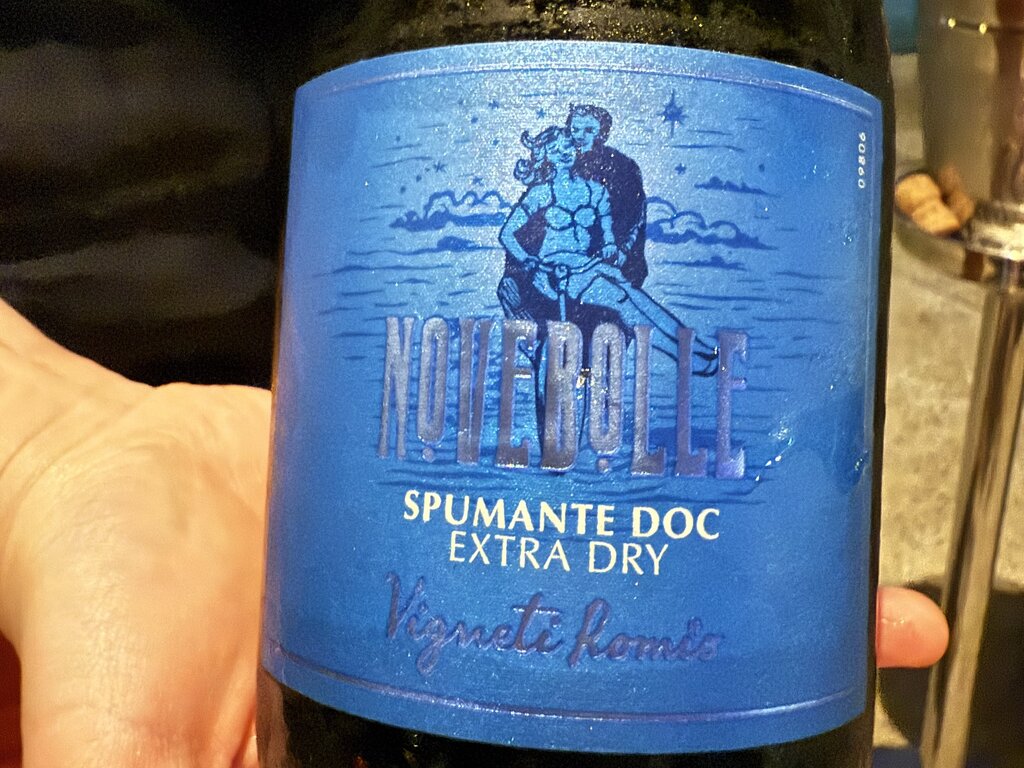 09806
NOVEBOLLE
SPUMANTE DOC
EXTRA DRY
Vigneti Romio